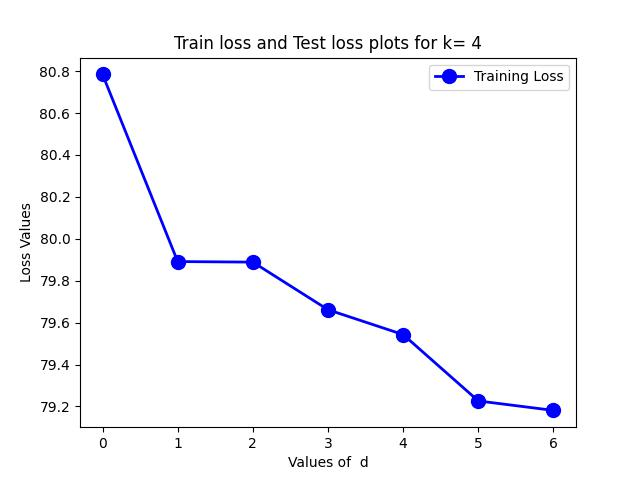 Train loss and Test loss plots for k= 4
Training Loss
Loss Values
80.8
80.6
80.4
80.2
80.0
79.8
79.6
79.4
79.2
0 1 2 3 4 5 6
Values of  d